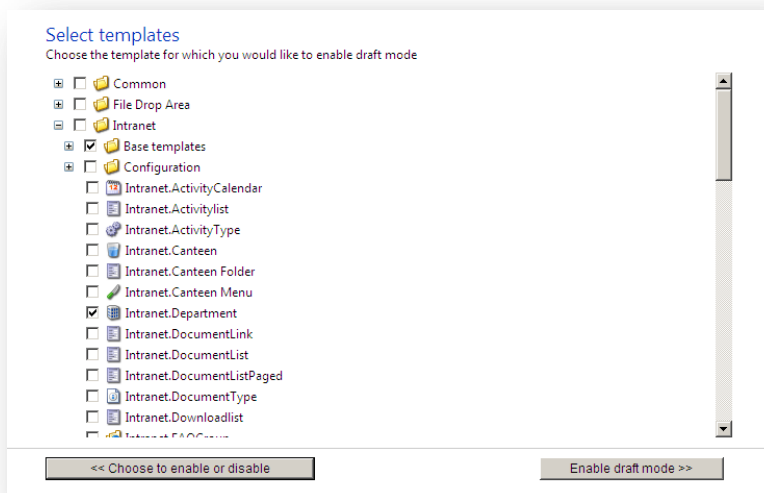 Select templates
Choose the template for which you would like to enable draft mode
Common
File Drop Area
Intranet
Base templates
Configuration
Intranet.ActivityCalendar
Intranet.Activitylist
Intranet.ActivityType
Intranet.Canteen
Intranet.Canteen Folder
Intranet.Canteen Menu
Intranet.Department
Intranet.DocumentLink
Intranet.DocumentList
Intranet.DocumentListPaged
Intranet.DocumentType
Intranet.Downloadlist
Intranet.FAQGroup
<< Choose to enable or disable
Enable draft mode >>